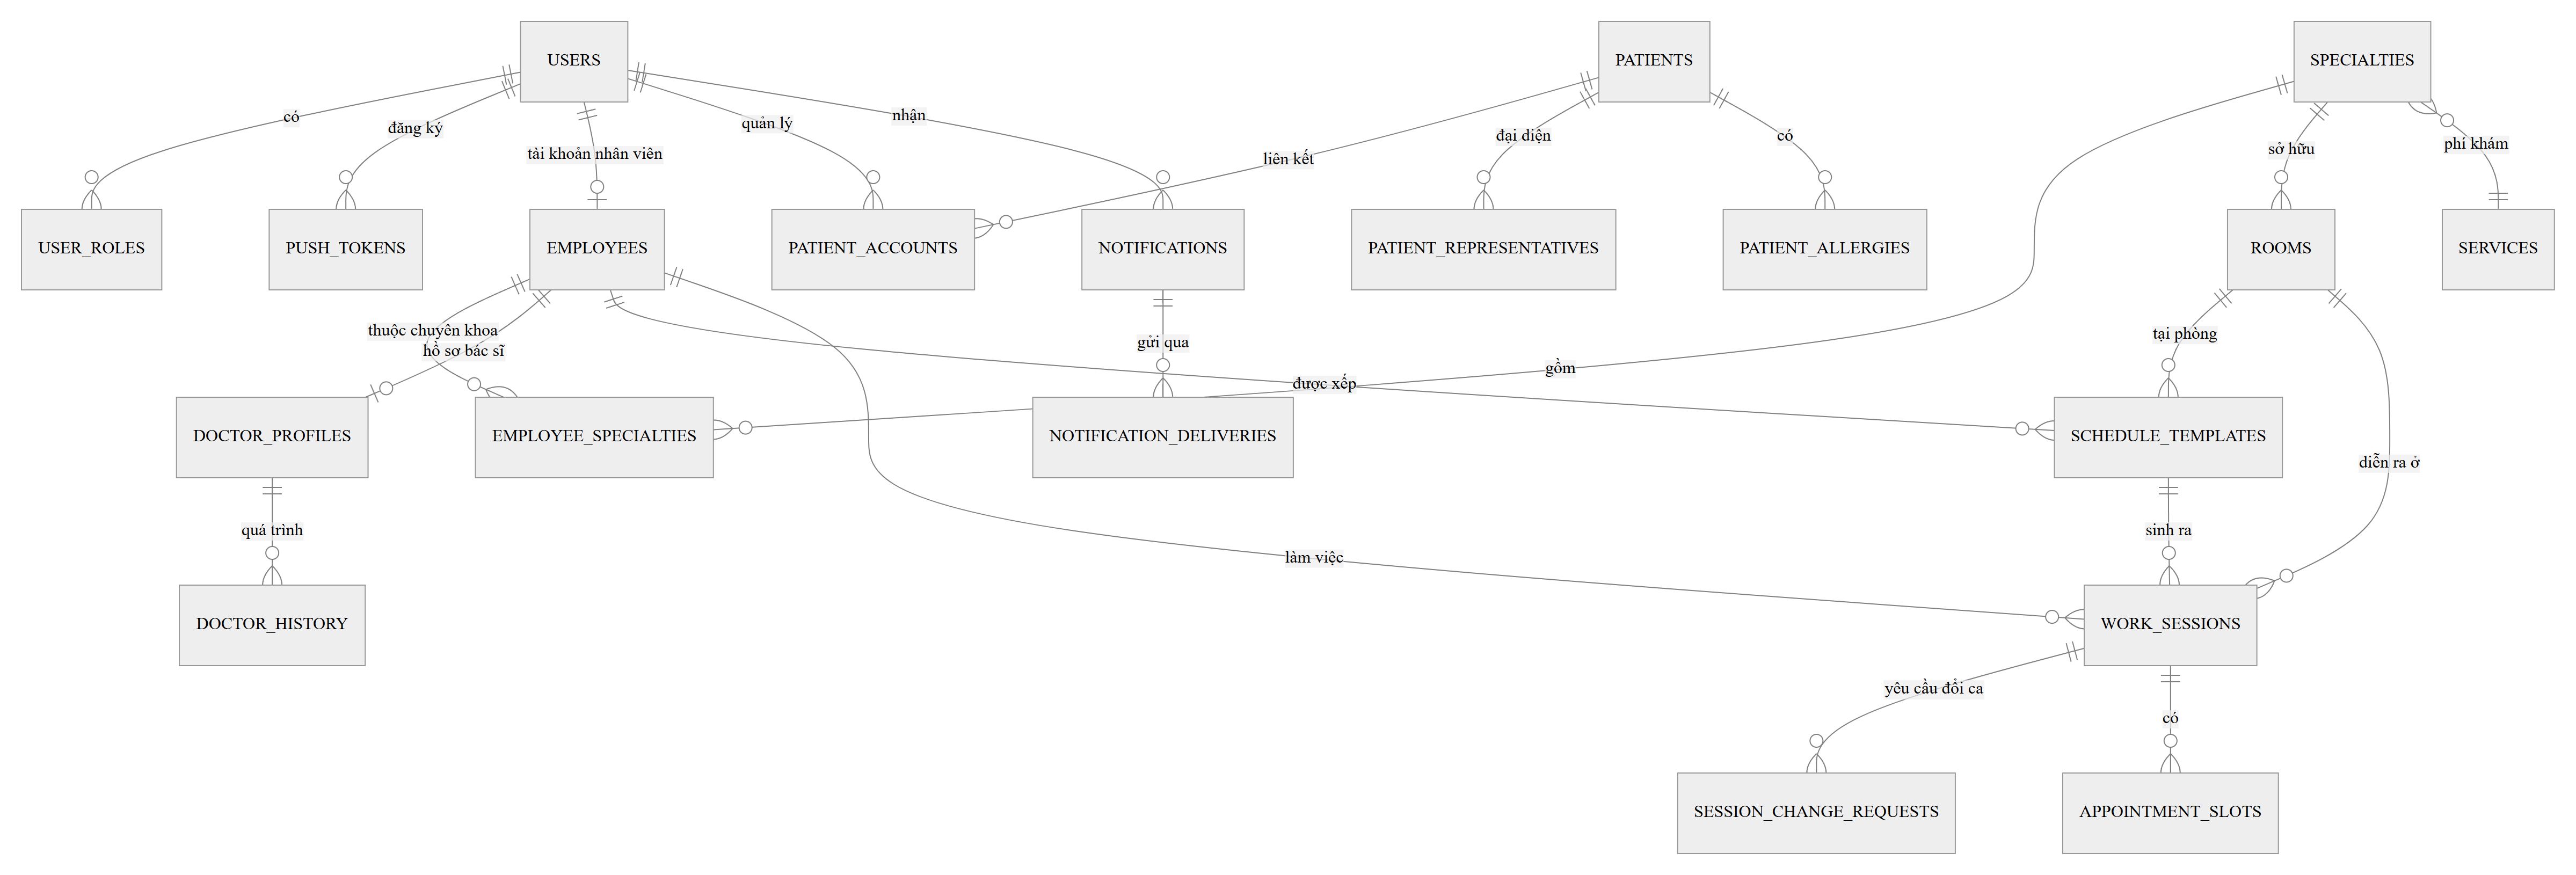 USERS
PATIENTS
SPECIALTIES
có
đăng ký
tài khoản nhân viên
quản lý
nhận
liên kết
đại diện
có
sở hữu
phí khám
USER_ROLES
PUSH_TOKENS
EMPLOYEES
PATIENT_ACCOUNTS
NOTIFICATIONS
PATIENT_REPRESENTATIVES
PATIENT_ALLERGIES
ROOMS
SERVICES
thuộc chuyên khoa
hồ sơ bác sĩ
gửi qua
được xếp
gồm
tại phòng
diễn ra ở
DOCTOR_PROFILES
EMPLOYEE_SPECIALTIES
NOTIFICATION_DELIVERIES
SCHEDULE_TEMPLATES
quá trình
làm việc
sinh ra
DOCTOR_HISTORY
WORK_SESSIONS
yêu cầu đổi ca
có
SESSION_CHANGE_REQUESTS
APPOINTMENT_SLOTS